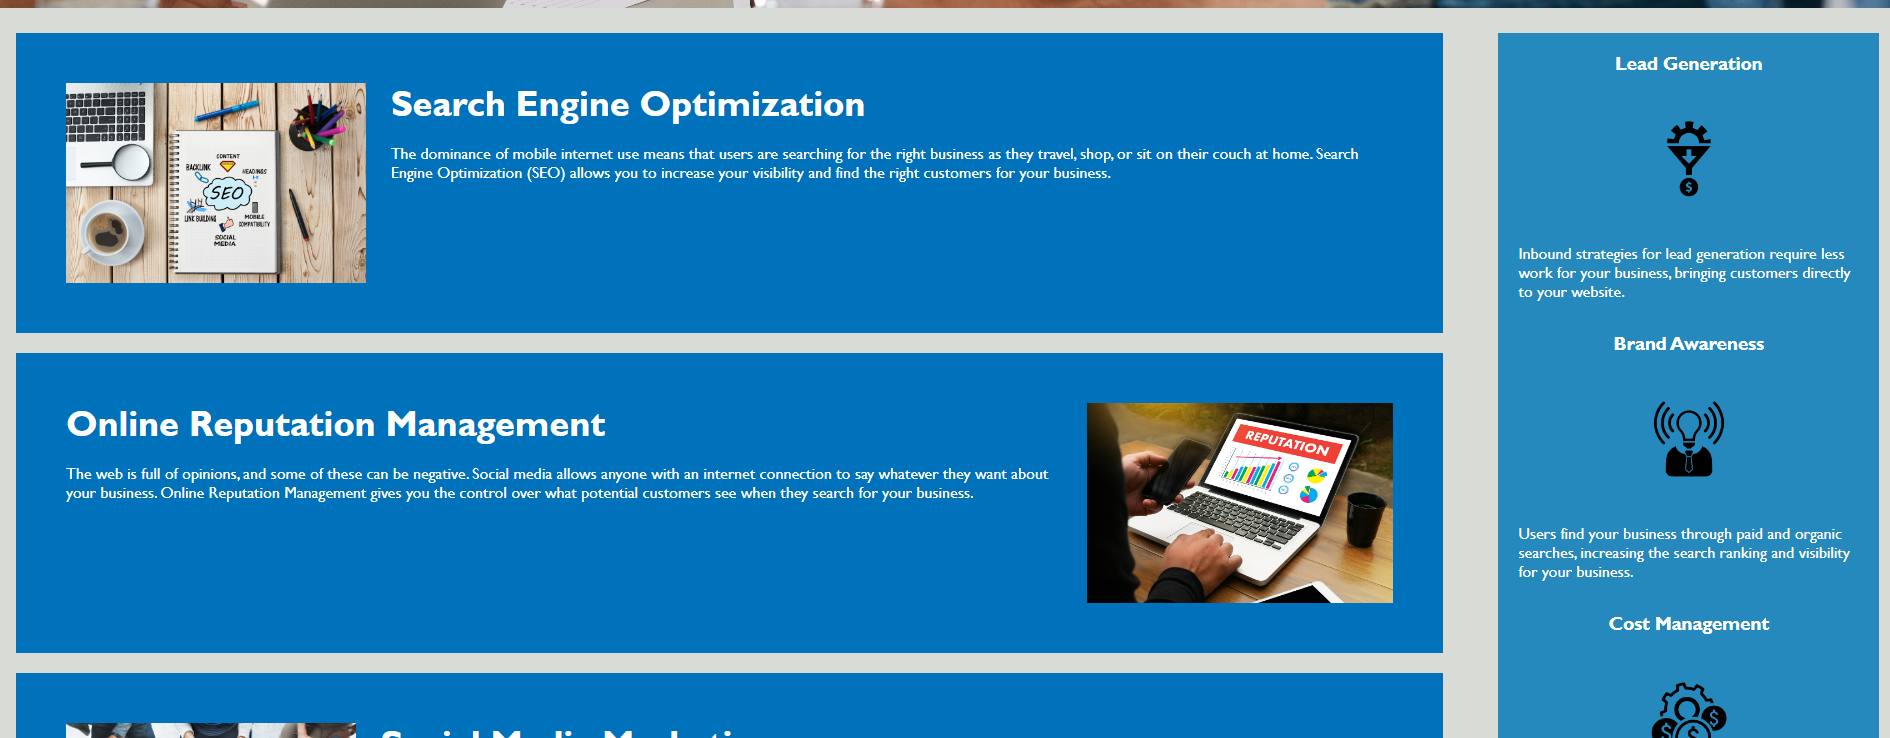 Search Engine Optimization
The dominance of mobile internet use means that users are searching for the right business as they travel, shop, or sit on their couch at home. Search
Engine Optimization (SEO) allows you to increase your visibility and find the right customers for your business.
CONTENT
BACKLINK
HEADINGS
SEO
LINK BUILDING
MOBILE
COMPATIBILITY
SOCIAL
MEDIA
Online Reputation Management
The web is full of opinions, and some of these can be negative. Social media allows anyone with an internet connection to say whatever they want about
your business. Online Reputation Management gives you the control over what potential customers see when they search for your business.
REPUTATION
Social Media Marketing
Lead Generation
$
Inbound strategies for lead generation require less
work for your business, bringing customers directly
to your website.
Brand Awareness
Users find your business through paid and organic
searches, increasing the search ranking and visibility
for your business.
Cost Management
$
$
$